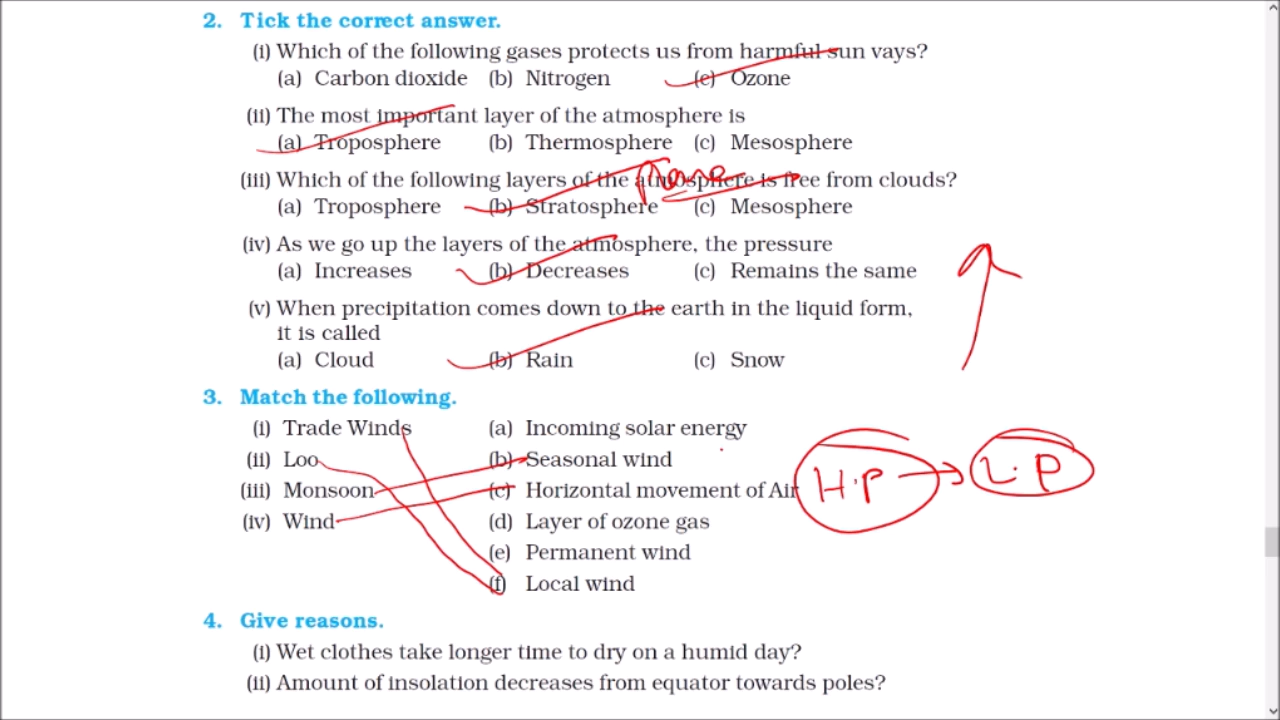 2. Tick the correct answer.
(i) Which of the following gases protects us from harmful sun vays?
(a) Carbon dioxide (b) Nitrogen (c) Ozone
(ii) The most important layer of the atmosphere is
(a) Troposphere (b) Thermosphere (c) Mesosphere
(iii) Which of the following layers of the atmosphere is free from clouds?
(a) Troposphere (b) Stratosphere (c) Mesosphere
(iv) As we go up the layers of the atmosphere, the pressure
(a) Increases (b) Decreases (c) Remains the same
(v) When precipitation comes down to the earth in the liquid form,
it is called
(a) Cloud (b) Rain (c) Snow
3. Match the following.
(i) Trade Winds (a) Incoming solar energy
(ii) Loo (b) Seasonal wind
(iii) Monsoon (c) Horizontal movement of Air H.P L.P
(iv) Wind (d) Layer of ozone gas
(e) Permanent wind
(f) Local wind
4. Give reasons.
(i) Wet clothes take longer time to dry on a humid day?
(ii) Amount of insolation decreases from equator towards poles?